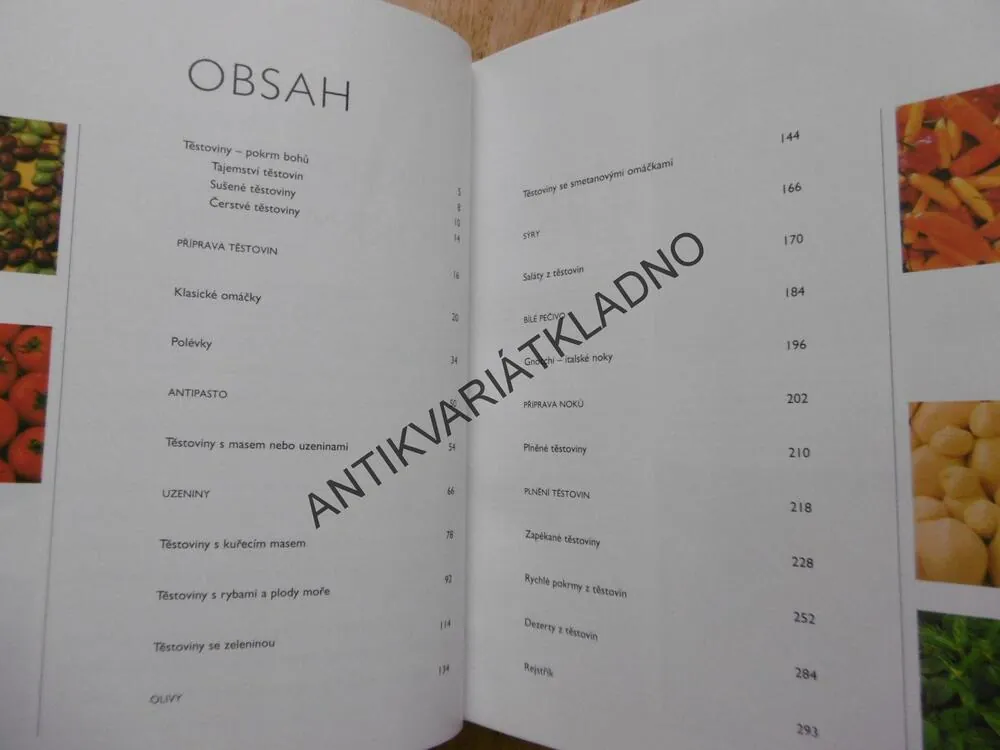 OBSAH
Těstoviny – pokrm bohů 5
Tajemství těstovin 8
Sušené těstoviny 10
Čerstvé těstoviny 14
PŘÍPRAVA TĚSTOVIN 16
Klasické omáčky 20
Polévky 34
ANTIPASTO 50
Těstoviny s masem nebo uzeninami 54
UZENINY 66
Těstoviny s kuřecím masem 78
Těstoviny s rybami a plody moře 92
Těstoviny se zeleninou 114
OLIVY 134
Těstoviny se smetanovými omáčkami 144
SÝRY 166
Saláty z těstovin 170
BÍLÉ PEČIVO 184
Gnocchi – italské noky 196
PŘÍPRAVA NOKŮ 202
Plněné těstoviny 210
PLNĚNÍ TĚSTOVIN 218
Zapékané těstoviny 228
Rychlé pokrmy z těstovin 252
Dezerty z těstovin 284
Rejstřík 293
ANTIKVARIÁTKLADNO